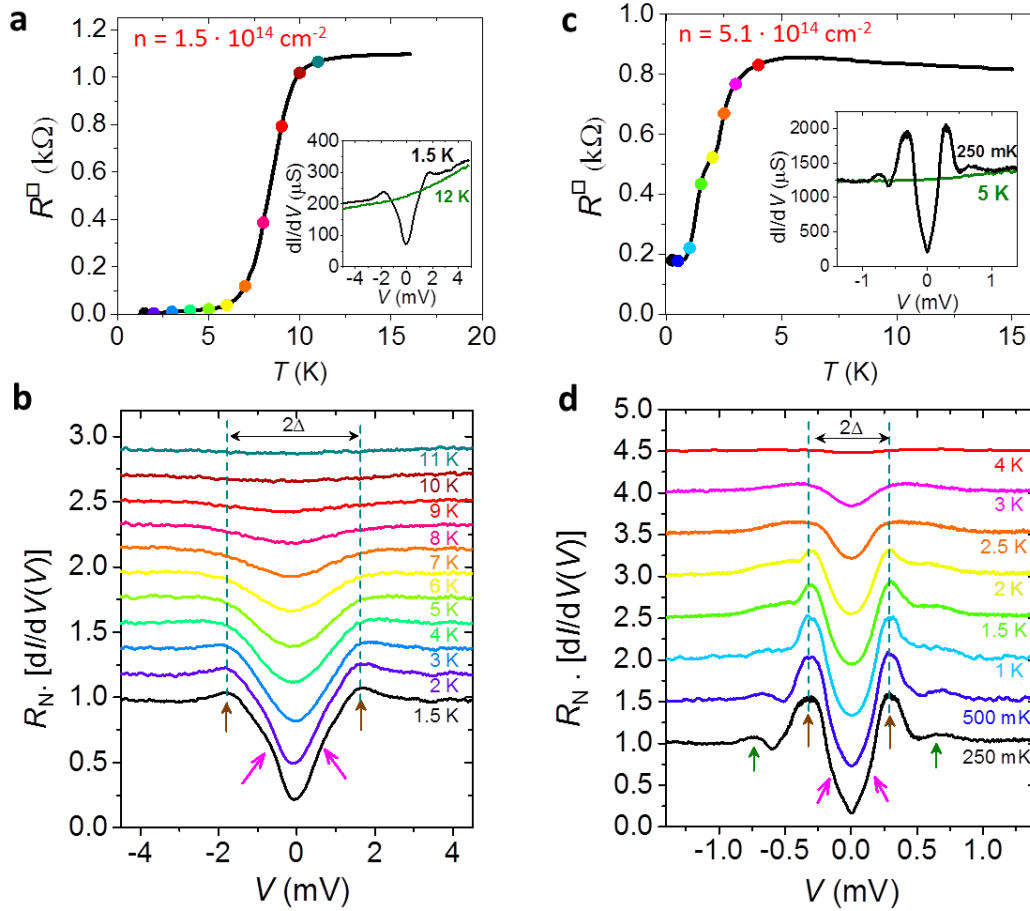 a
n = 1.5 · 10¹⁴ cm⁻²
1.2
1.0
0.8
0.6
0.4
0.2
0.0
R□ (kΩ)
0 5 10 15 20
T (K)
400
300
200
100
0
dI/dV (µS)
1.5 K
12 K
-4 -2 0 2 4
V (mV)
c
n = 5.1 · 10¹⁴ cm⁻²
1.0
0.8
0.6
0.4
0.2
0.0
R□ (kΩ)
0 5 10 15
T (K)
2000
1500
1000
500
0
dI/dV (µS)
250 mK
5 K
-1 0 1
V (mV)
b
2Δ
3.0
2.5
2.0
1.5
1.0
0.5
0.0
R_N· [dI/dV(V)]
11 K
10 K
9 K
8 K
7 K
6 K
5 K
4 K
3 K
2 K
1.5 K
-4 -2 0 2 4
V (mV)
d
2Δ
5.0
4.5
4.0
3.5
3.0
2.5
2.0
1.5
1.0
0.5
0.0
R_N · [dI/dV(V)]
4 K
3 K
2.5 K
2 K
1.5 K
1 K
500 mK
250 mK
-1.0 -0.5 0.0 0.5 1.0
V (mV)